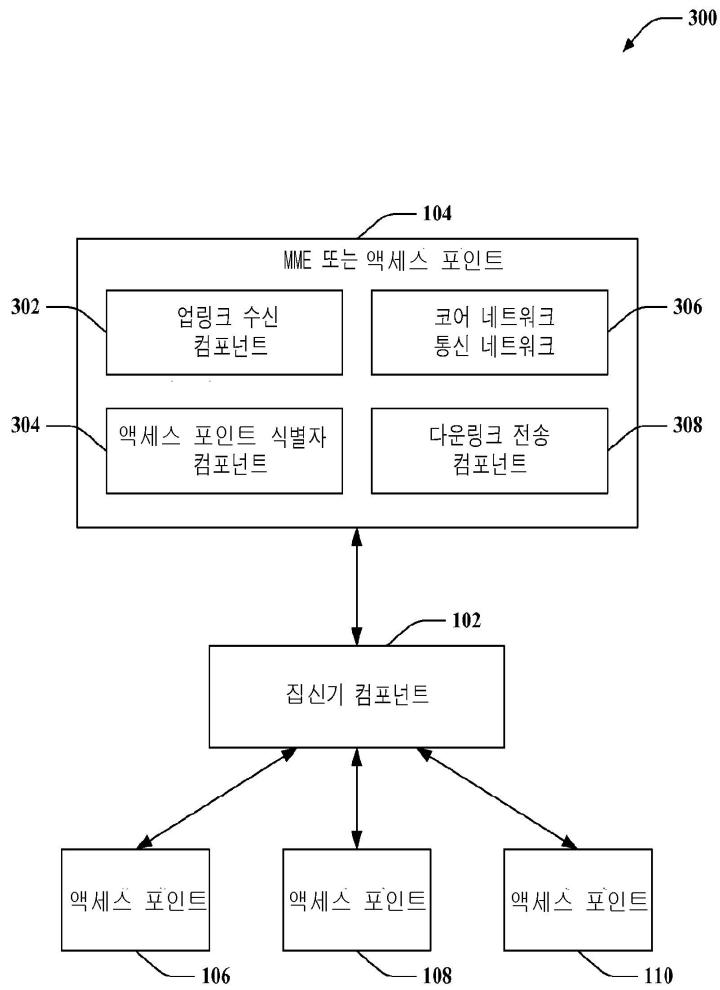 300
104
MME 또는 액세스 포인트
302
업링크 수신
컴포넌트
코어 네트워크
통신 네트워크
306
304
액세스 포인트 식별자
컴포넌트
다운링크 전송
컴포넌트
308
102
집신기 컴포넌트
액세스 포인트
액세스 포인트
액세스 포인트
106
108
110